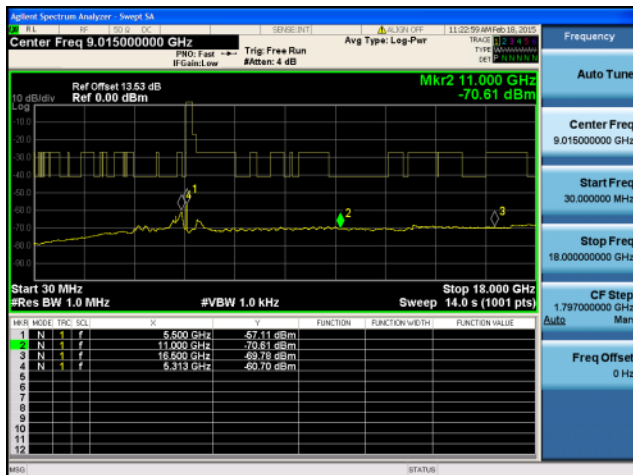 Agilent Spectrum Analyzer - Swept SA
RL RF 50 Ω DC SENSE:INT ALIGN OFF 11:22:59 AM Feb 18, 2015
Center Freq 9.015000000 GHz
PNO: Fast
IFGain:Low
Trig: Free Run
#Atten: 4 dB
Avg Type: Log-Pwr
TRACE 1 2 3 4 5 6
TYPE
DET P N N N N N
Ref Offset 13.53 dB
10 dB/div Ref 0.00 dBm
Log
Mkr2 11.000 GHz
-70.61 dBm
-10.0
-20.0
-30.0
-40.0
-50.0
-60.0
-70.0
-80.0
-90.0
4 1
2
3
Start 30 MHz Stop 18.000 GHz
#Res BW 1.0 MHz #VBW 1.0 kHz Sweep 14.0 s (1001 pts)
MKR MODE TRC SCL X Y FUNCTION FUNCTION WIDTH FUNCTION VALUE
1 N 1 f 5.500 GHz -57.11 dBm
2 N 1 f 11.000 GHz -70.61 dBm
3 N 1 f 16.500 GHz -69.78 dBm
4 N 1 f 5.313 GHz -60.70 dBm
5
6
7
8
9
10
11
12
MSG STATUS
Frequency
Auto Tune
Center Freq
9.015000000 GHz
Start Freq
30.000000 MHz
Stop Freq
18.000000000 GHz
CF Step
1.797000000 GHz
Auto Man
Freq Offset
0 Hz